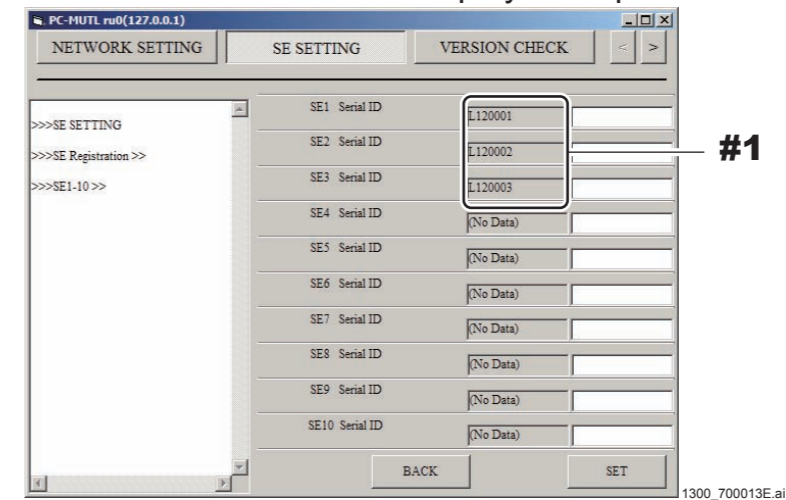 PC-MUTL ru0(127.0.0.1)
NETWORK SETTING SE SETTING VERSION CHECK < >
>>>SE SETTING
>>>SE Registration >>
>>>SE1-10 >>
SE1 Serial ID L120001
SE2 Serial ID L120002
SE3 Serial ID L120003
SE4 Serial ID (No Data)
SE5 Serial ID (No Data)
SE6 Serial ID (No Data)
SE7 Serial ID (No Data)
SE8 Serial ID (No Data)
SE9 Serial ID (No Data)
SE10 Serial ID (No Data)
BACK SET
#1
1300_700013E.ai